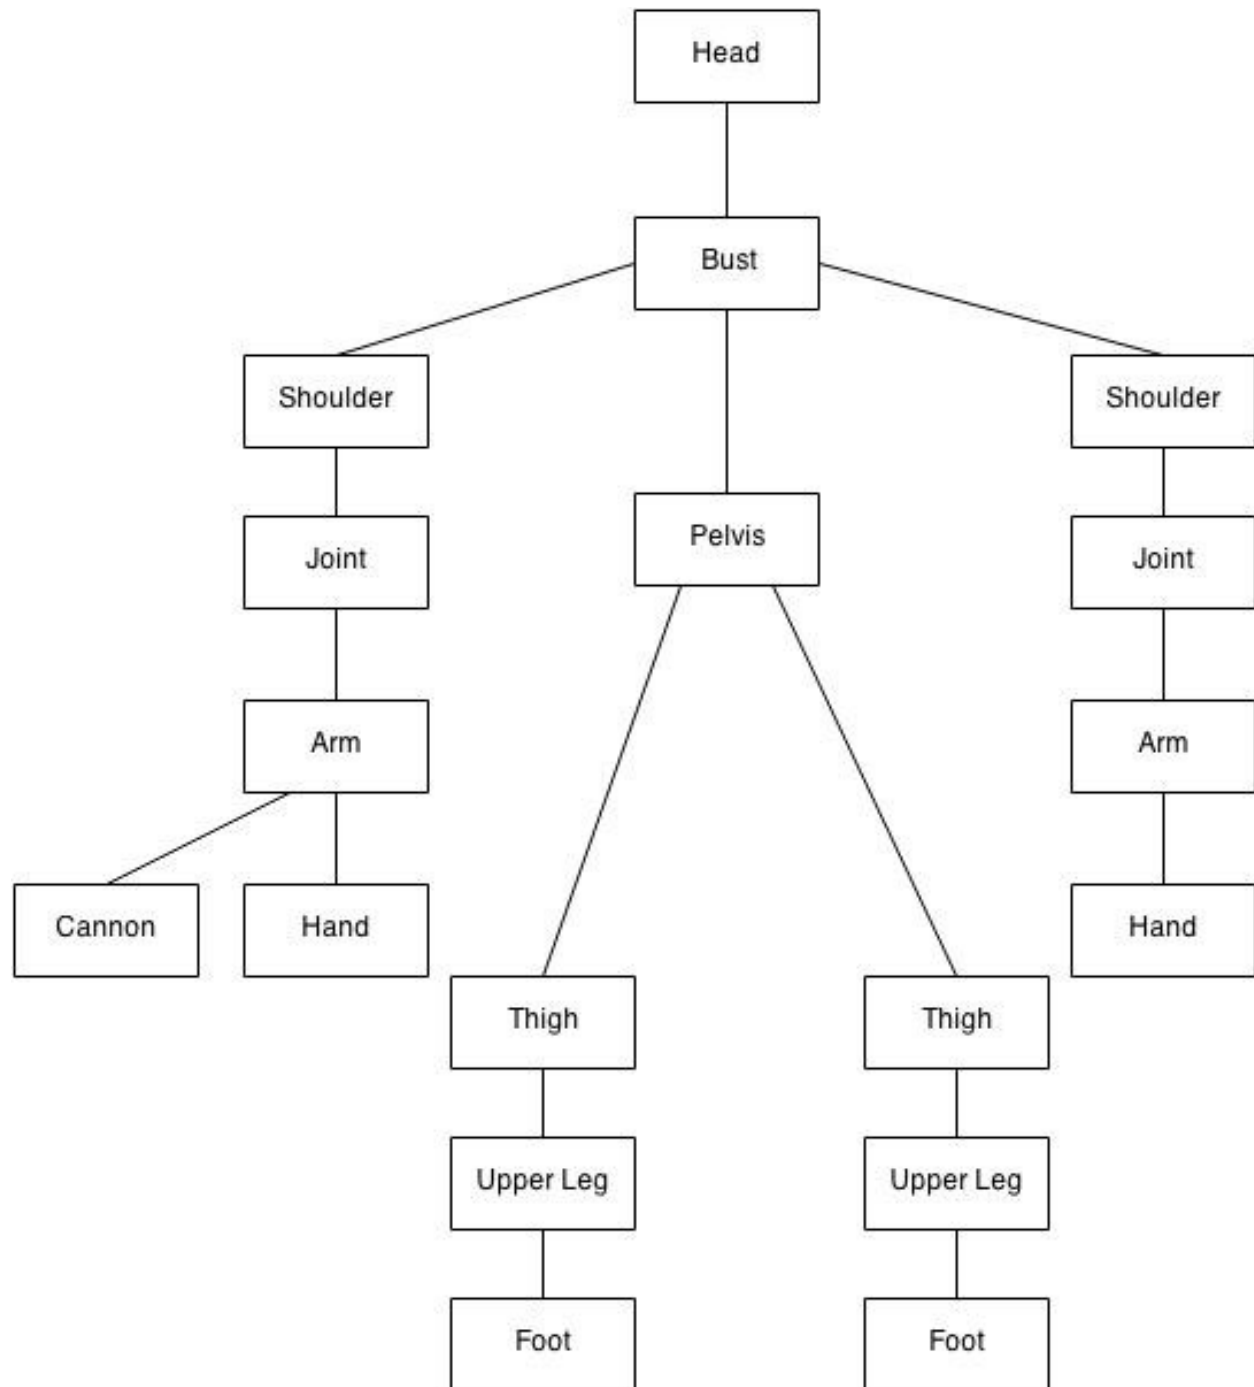 Head
Bust
Shoulder
Shoulder
Pelvis
Joint
Joint
Arm
Arm
Cannon
Hand
Hand
Thigh
Thigh
Upper Leg
Upper Leg
Foot
Foot